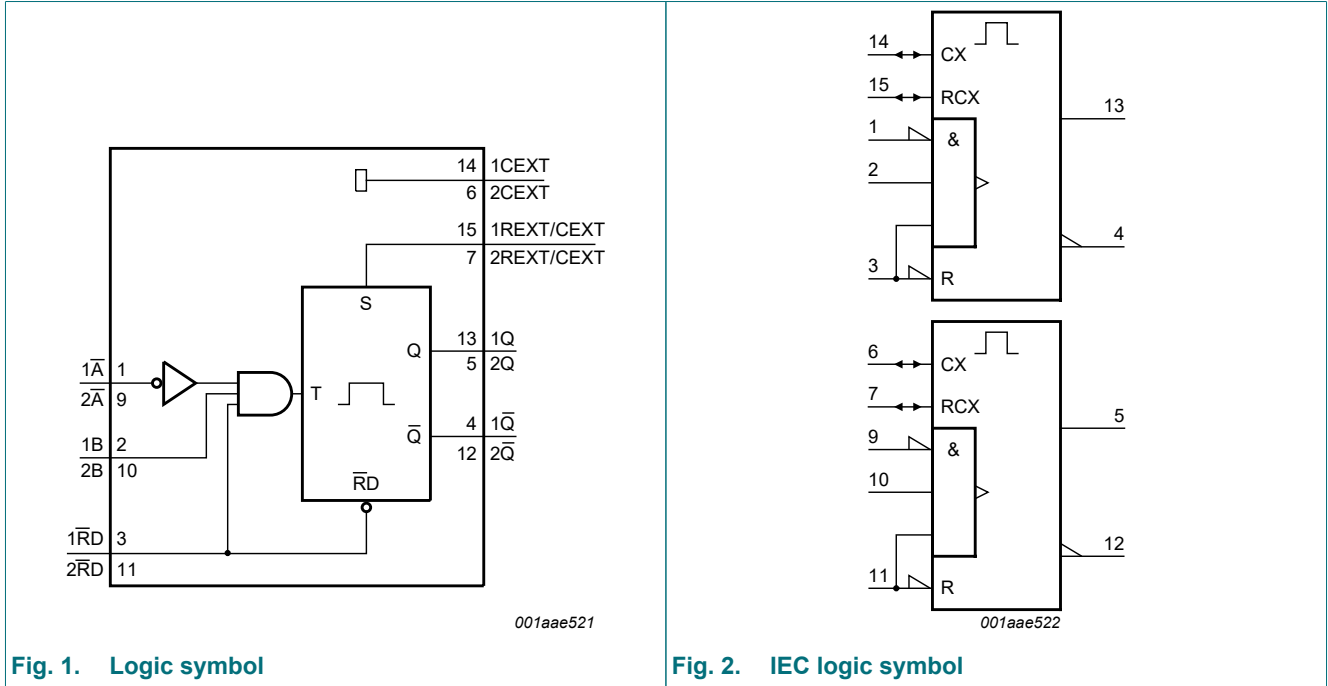 14 1CEXT
6 2CEXT
15 1REXT/CEXT
7 2REXT/CEXT
S
Q
13 1Q
5 2Q
1A̅ 1
2A̅ 9
T
Q̅
4 1Q̅
12 2Q̅
1B 2
2B 10
R̅D̅
1R̅D̅ 3
2R̅D̅ 11
001aae521
Fig. 1. Logic symbol
14 CX
15 RCX
13
1 &
2
4
3 R
6 CX
7 RCX
5
9 &
10
12
11 R
001aae522
Fig. 2. IEC logic symbol